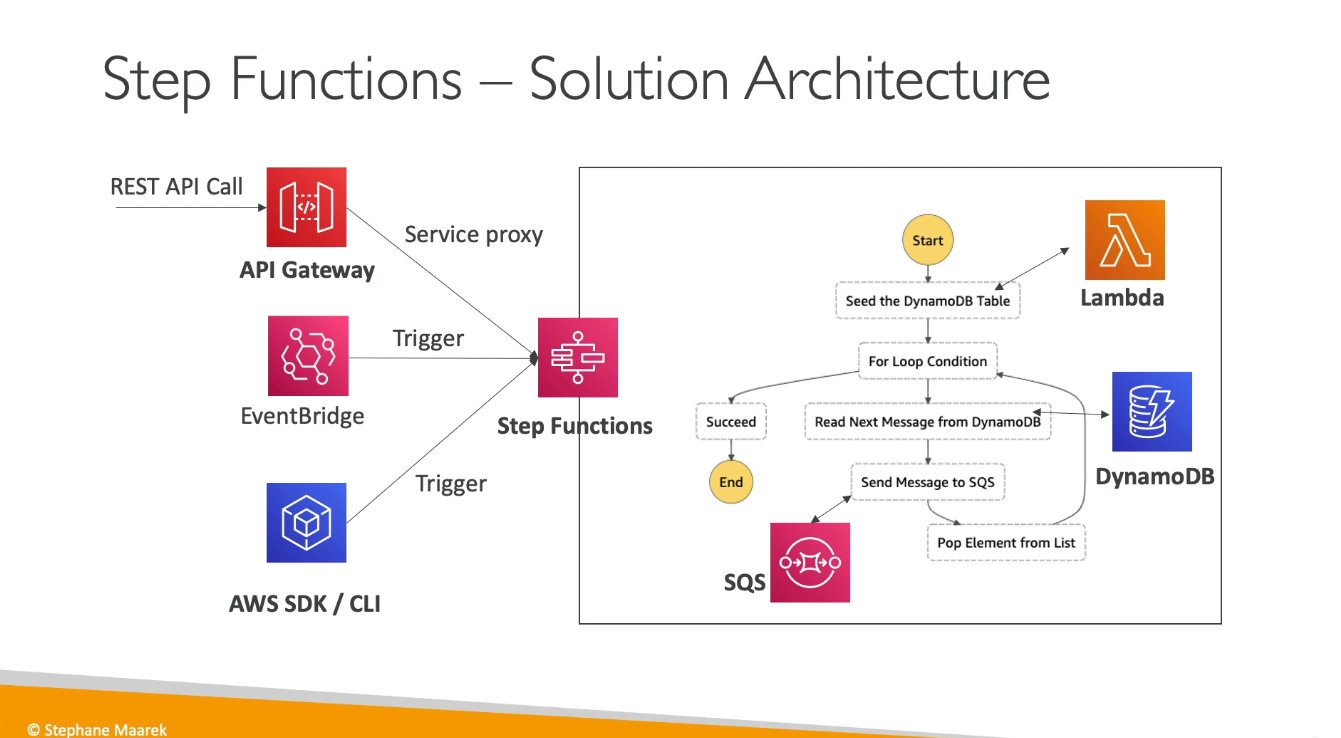 Step Functions – Solution Architecture
REST API Call
API Gateway
Service proxy
EventBridge
Trigger
AWS SDK / CLI
Trigger
Step Functions
Start
Seed the DynamoDB Table
Lambda
For Loop Condition
Succeed
Read Next Message from DynamoDB
DynamoDB
End
Send Message to SQS
Pop Element from List
SQS
© Stephane Maarek